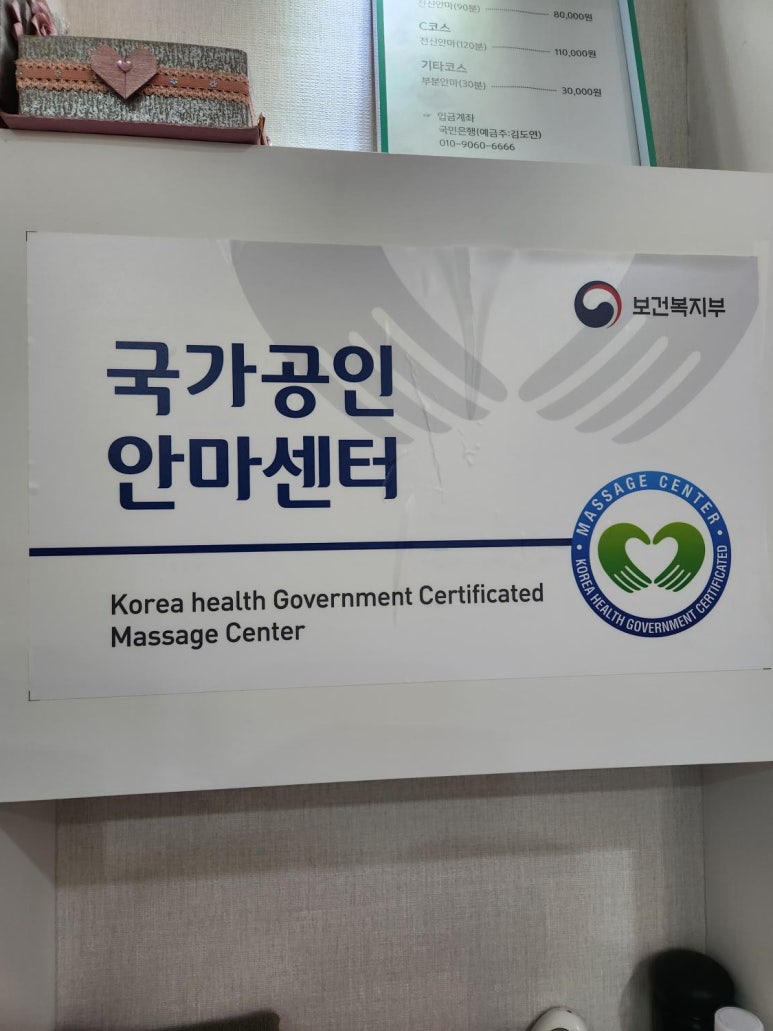 전신안마(90분) 80,000원
C코스
전신안마(120분) 110,000원
기타코스
부분안마(30분) 30,000원
☞ 입금계좌
국민은행(예금주:김도연)
010-9060-6666
보건복지부
국가공인
안마센터
Korea health Government Certificated
Massage Center
• MASSAGE CENTER •
KOREA HEALTH GOVERNMENT CERTIFICATED